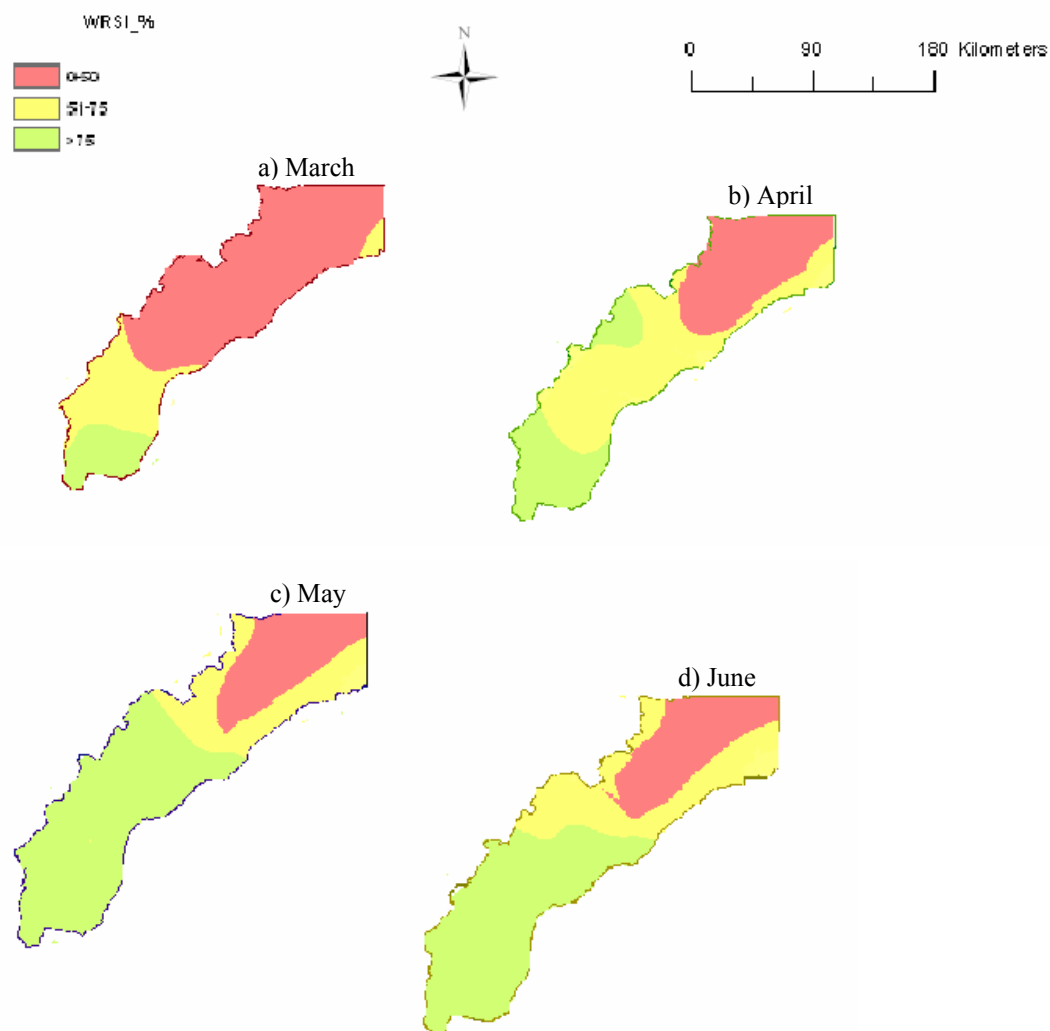 WRSI_%
N
0 90 180 Kilometers
0-50
51-75
>75
a) March
b) April
c) May
d) June